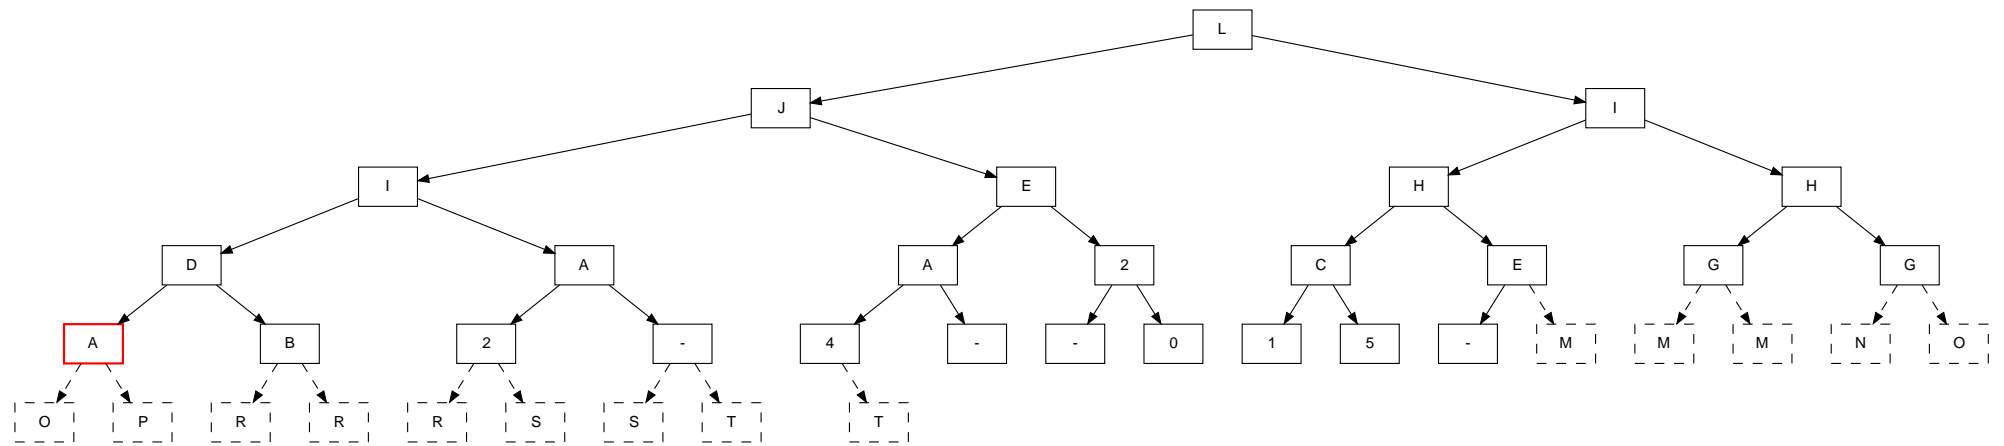 L
J I
I E H H
D A A 2 C E G G
A B 2 - 4 - - 0 1 5 - M M M N O
O P R R R S S T T